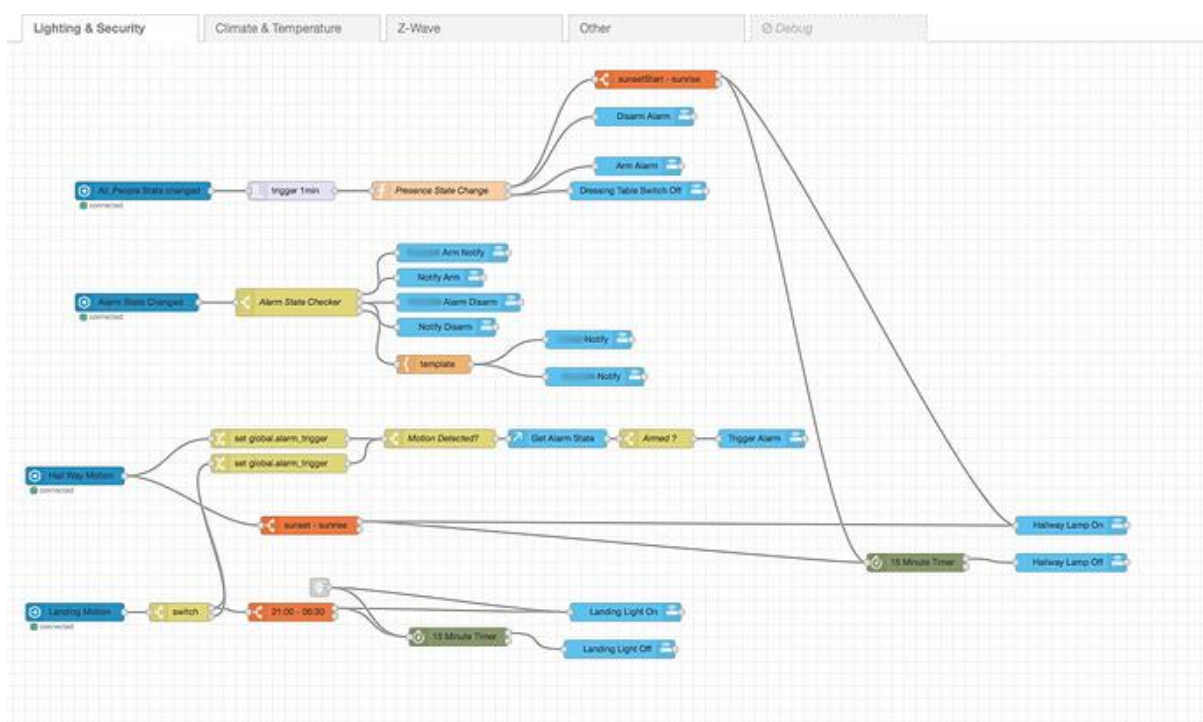 Lighting & Security
Climate & Temperature
Z-Wave
Other
Debug
sunsetStart - sunrise
Disarm Alarm
Arm Alarm
All_People State changed
trigger 1min
Presence State Change
Dressing Table Switch Off
connected
Arm Notify
Notify Arm
Alarm State Changed
Alarm State Checker
Alarm Disarm
connected
Notify Disarm
Notify
template
Notify
set global.alarm_trigger
Motion Detected?
Get Alarm State
Armed ?
Trigger Alarm
set global.alarm_trigger
Hall Way Motion
connected
sunset - sunrise
Hallway Lamp On
15 Minute Timer
Hallway Lamp Off
Landing Motion
switch
21:00 - 06:30
Landing Light On
connected
15 Minute Timer
Landing Light Off